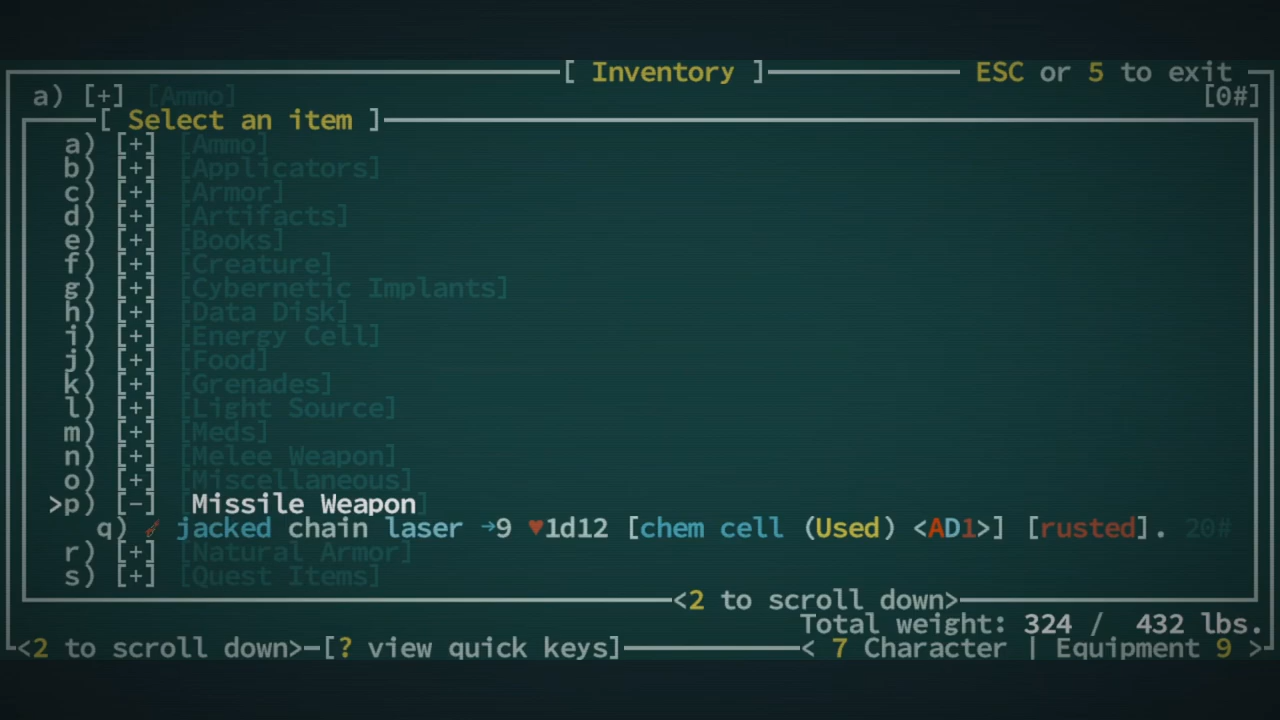 [ Inventory ] ESC or 5 to exit
a) [+] [Ammo] [0#]
[ Select an item ]
a) [+] [Ammo]
b) [+] [Applicators]
c) [+] [Armor]
d) [+] [Artifacts]
e) [+] [Books]
f) [+] [Creature]
g) [+] [Cybernetic Implants]
h) [+] [Data Disk]
i) [+] [Energy Cell]
j) [+] [Food]
k) [+] [Grenades]
l) [+] [Light Source]
m) [+] [Meds]
n) [+] [Melee Weapon]
o) [+] [Miscellaneous]
>p) [-] [Missile Weapon]
q) jacked chain laser →9 ♥1d12 [chem cell (Used) <AD1>] [rusted]. 20#
r) [+] [Natural Armor]
s) [+] [Quest Items]
<2 to scroll down>
Total weight: 324 / 432 lbs.
<2 to scroll down> [? view quick keys] < 7 Character | Equipment 9 >